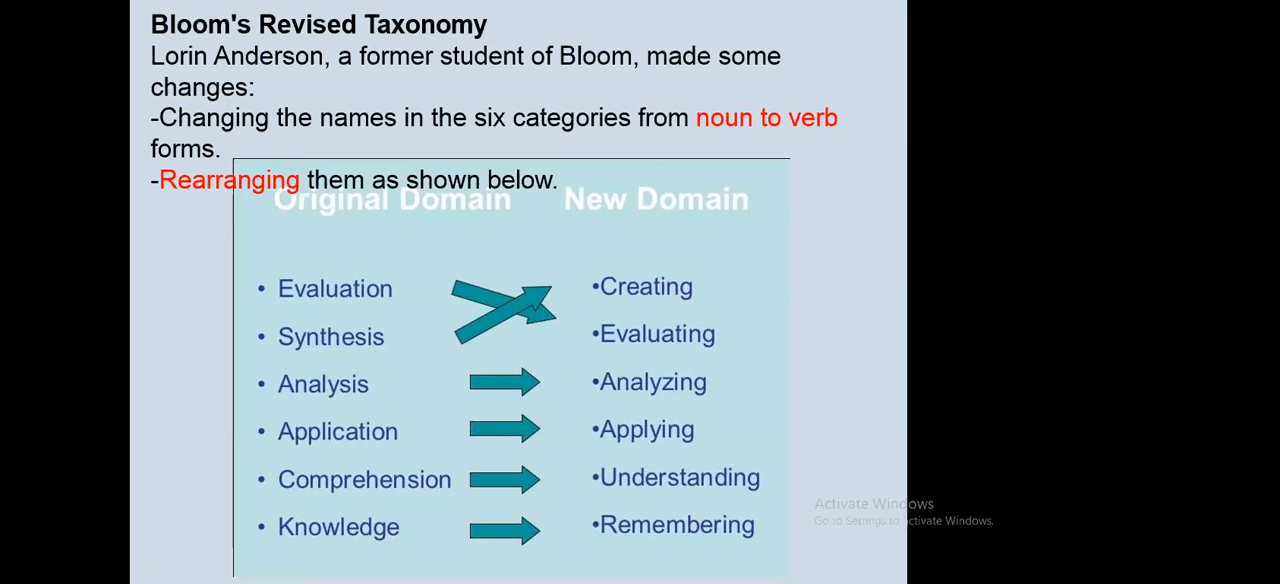 Bloom's Revised Taxonomy
Lorin Anderson, a former student of Bloom, made some
changes:
-Changing the names in the six categories from noun to verb
forms.
-Rearranging them as shown below.
Original Domain New Domain
• Evaluation •Creating
• Synthesis •Evaluating
• Analysis •Analyzing
• Application •Applying
• Comprehension •Understanding
• Knowledge •Remembering
Activate Windows
Go to Settings to activate Windows.